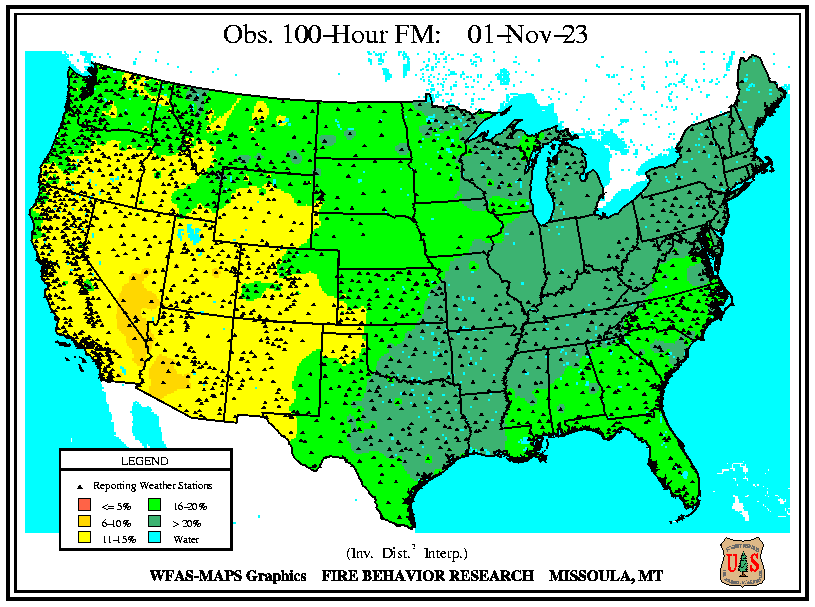 Obs. 100-Hour FM: 01-Nov-23
LEGEND
Reporting Weather Stations
<= 5%
16-20%
6-10%
> 20%
11-15%
Water
(Inv. Dist.² Interp.)
WFAS-MAPS Graphics FIRE BEHAVIOR RESEARCH MISSOULA, MT
U S